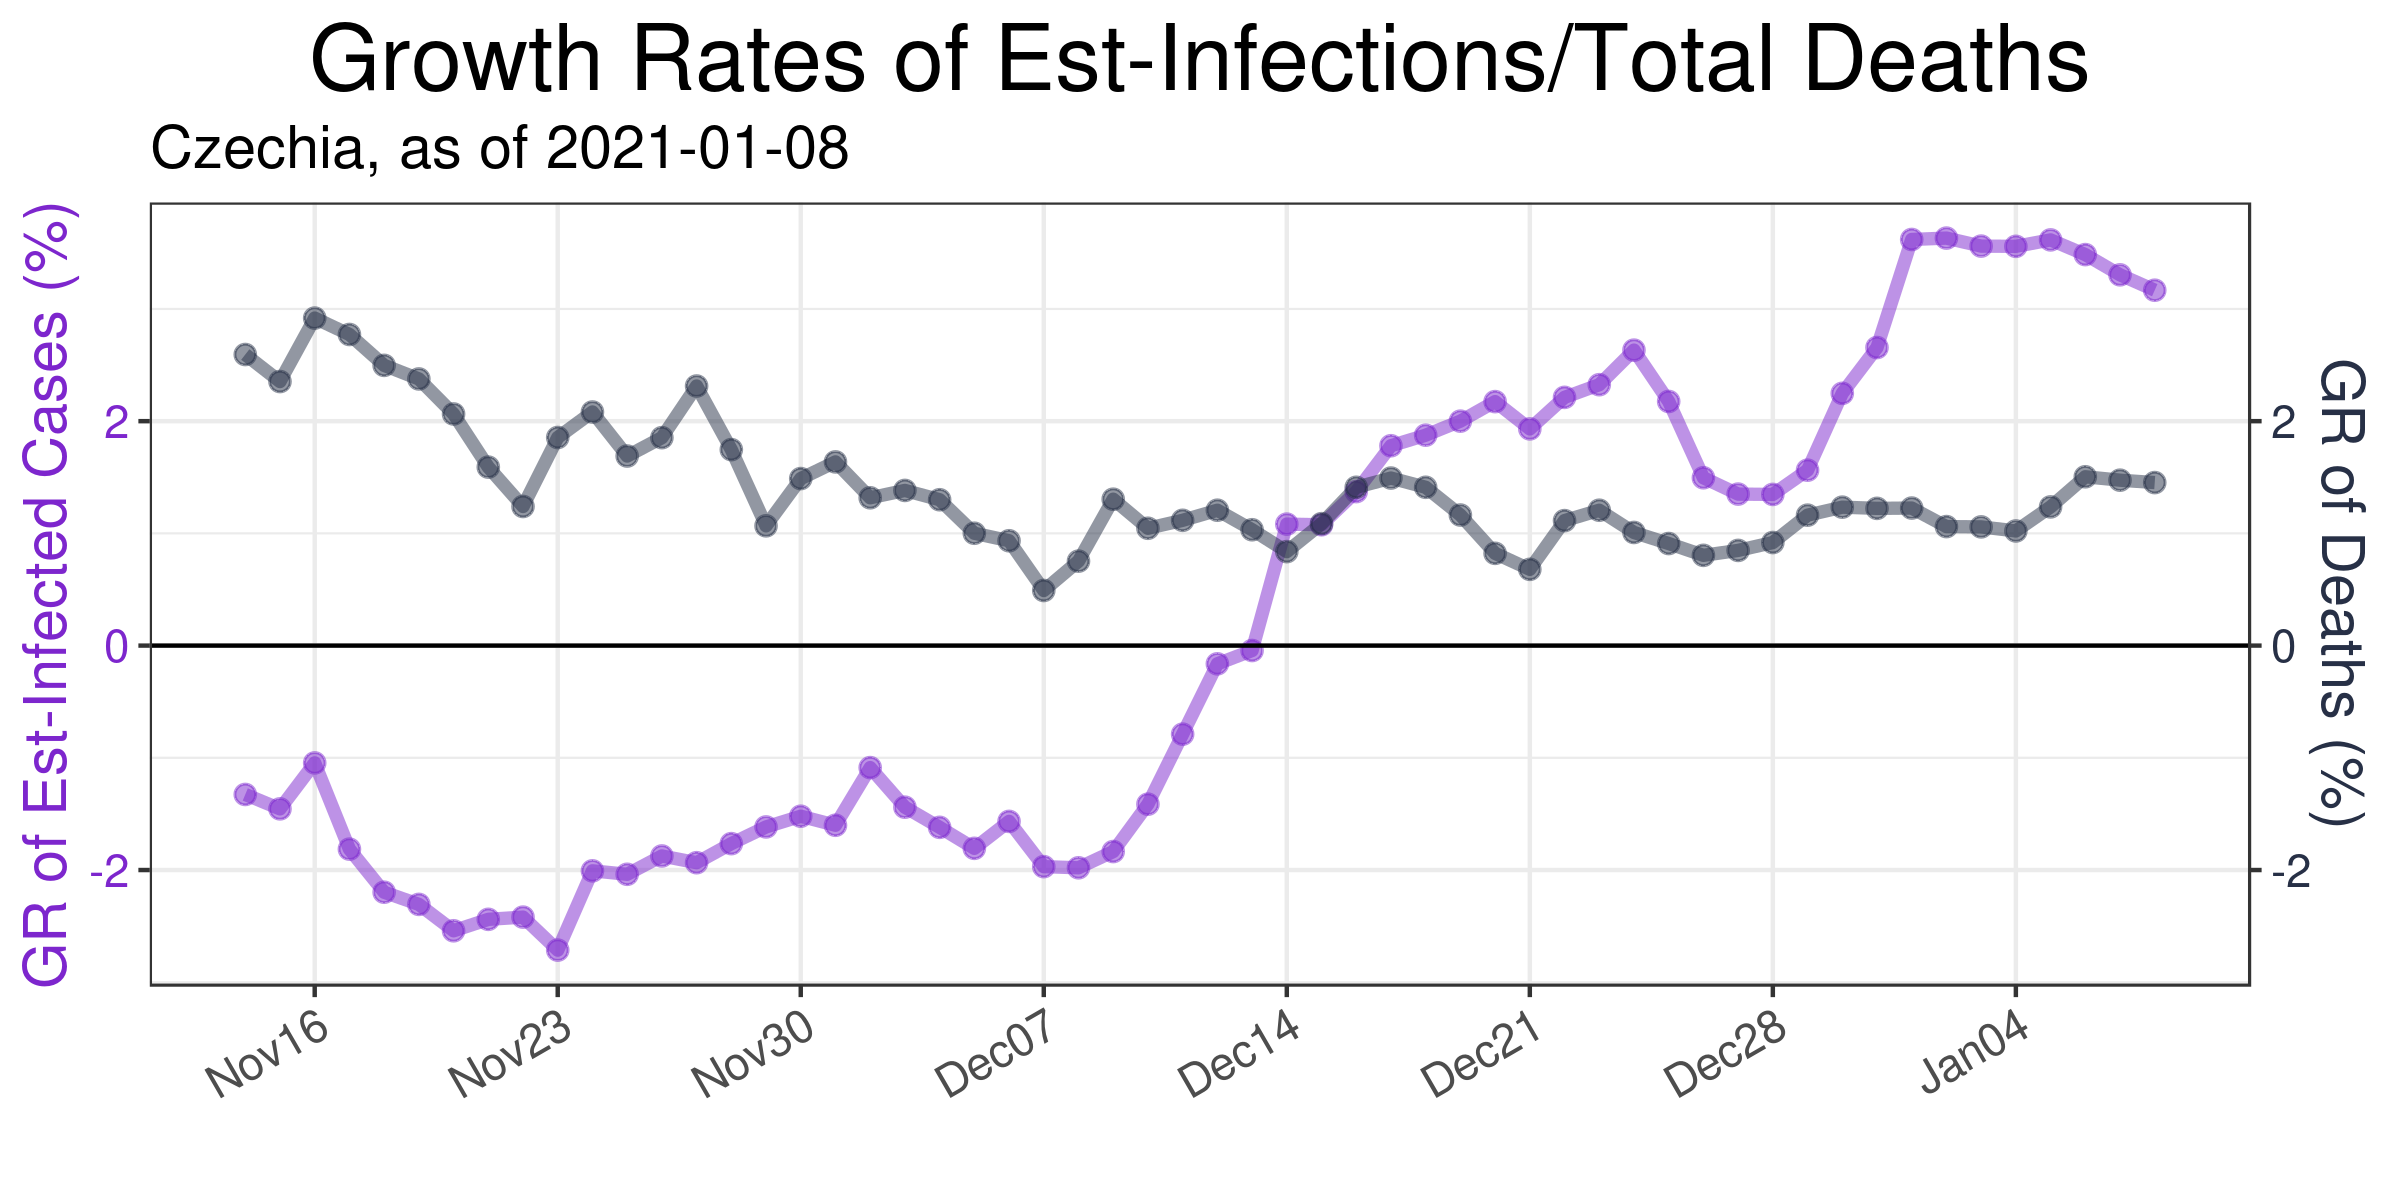 Growth Rates of Est-Infections/Total Deaths
Czechia, as of 2021-01-08
GR of Est-Infected Cases (%)
2
0
-2
2
0
-2
GR of Deaths (%)
Nov16
Nov23
Nov30
Dec07
Dec14
Dec21
Dec28
Jan04